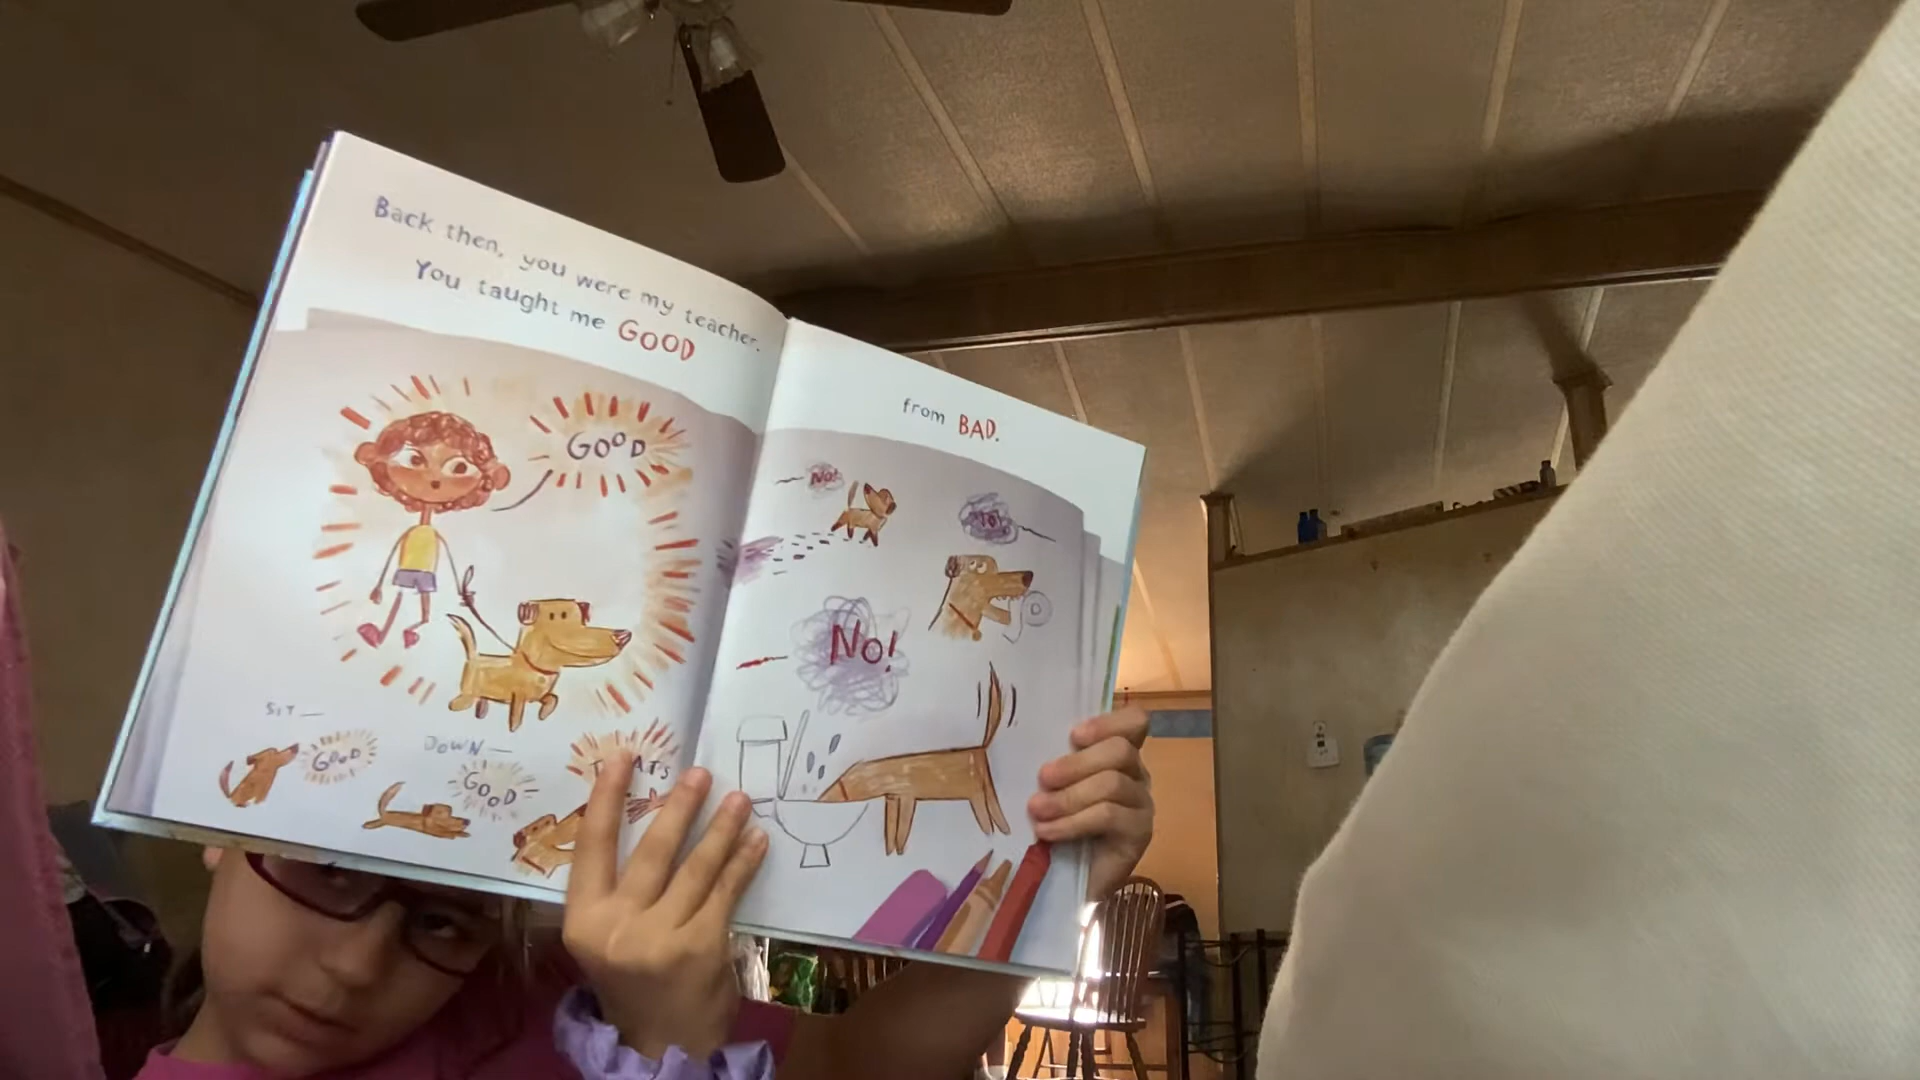 Back then, you were my teacher.
You taught me GOOD
GOOD
SIT
GOOD
DOWN
GOOD
from BAD.
No!
No!